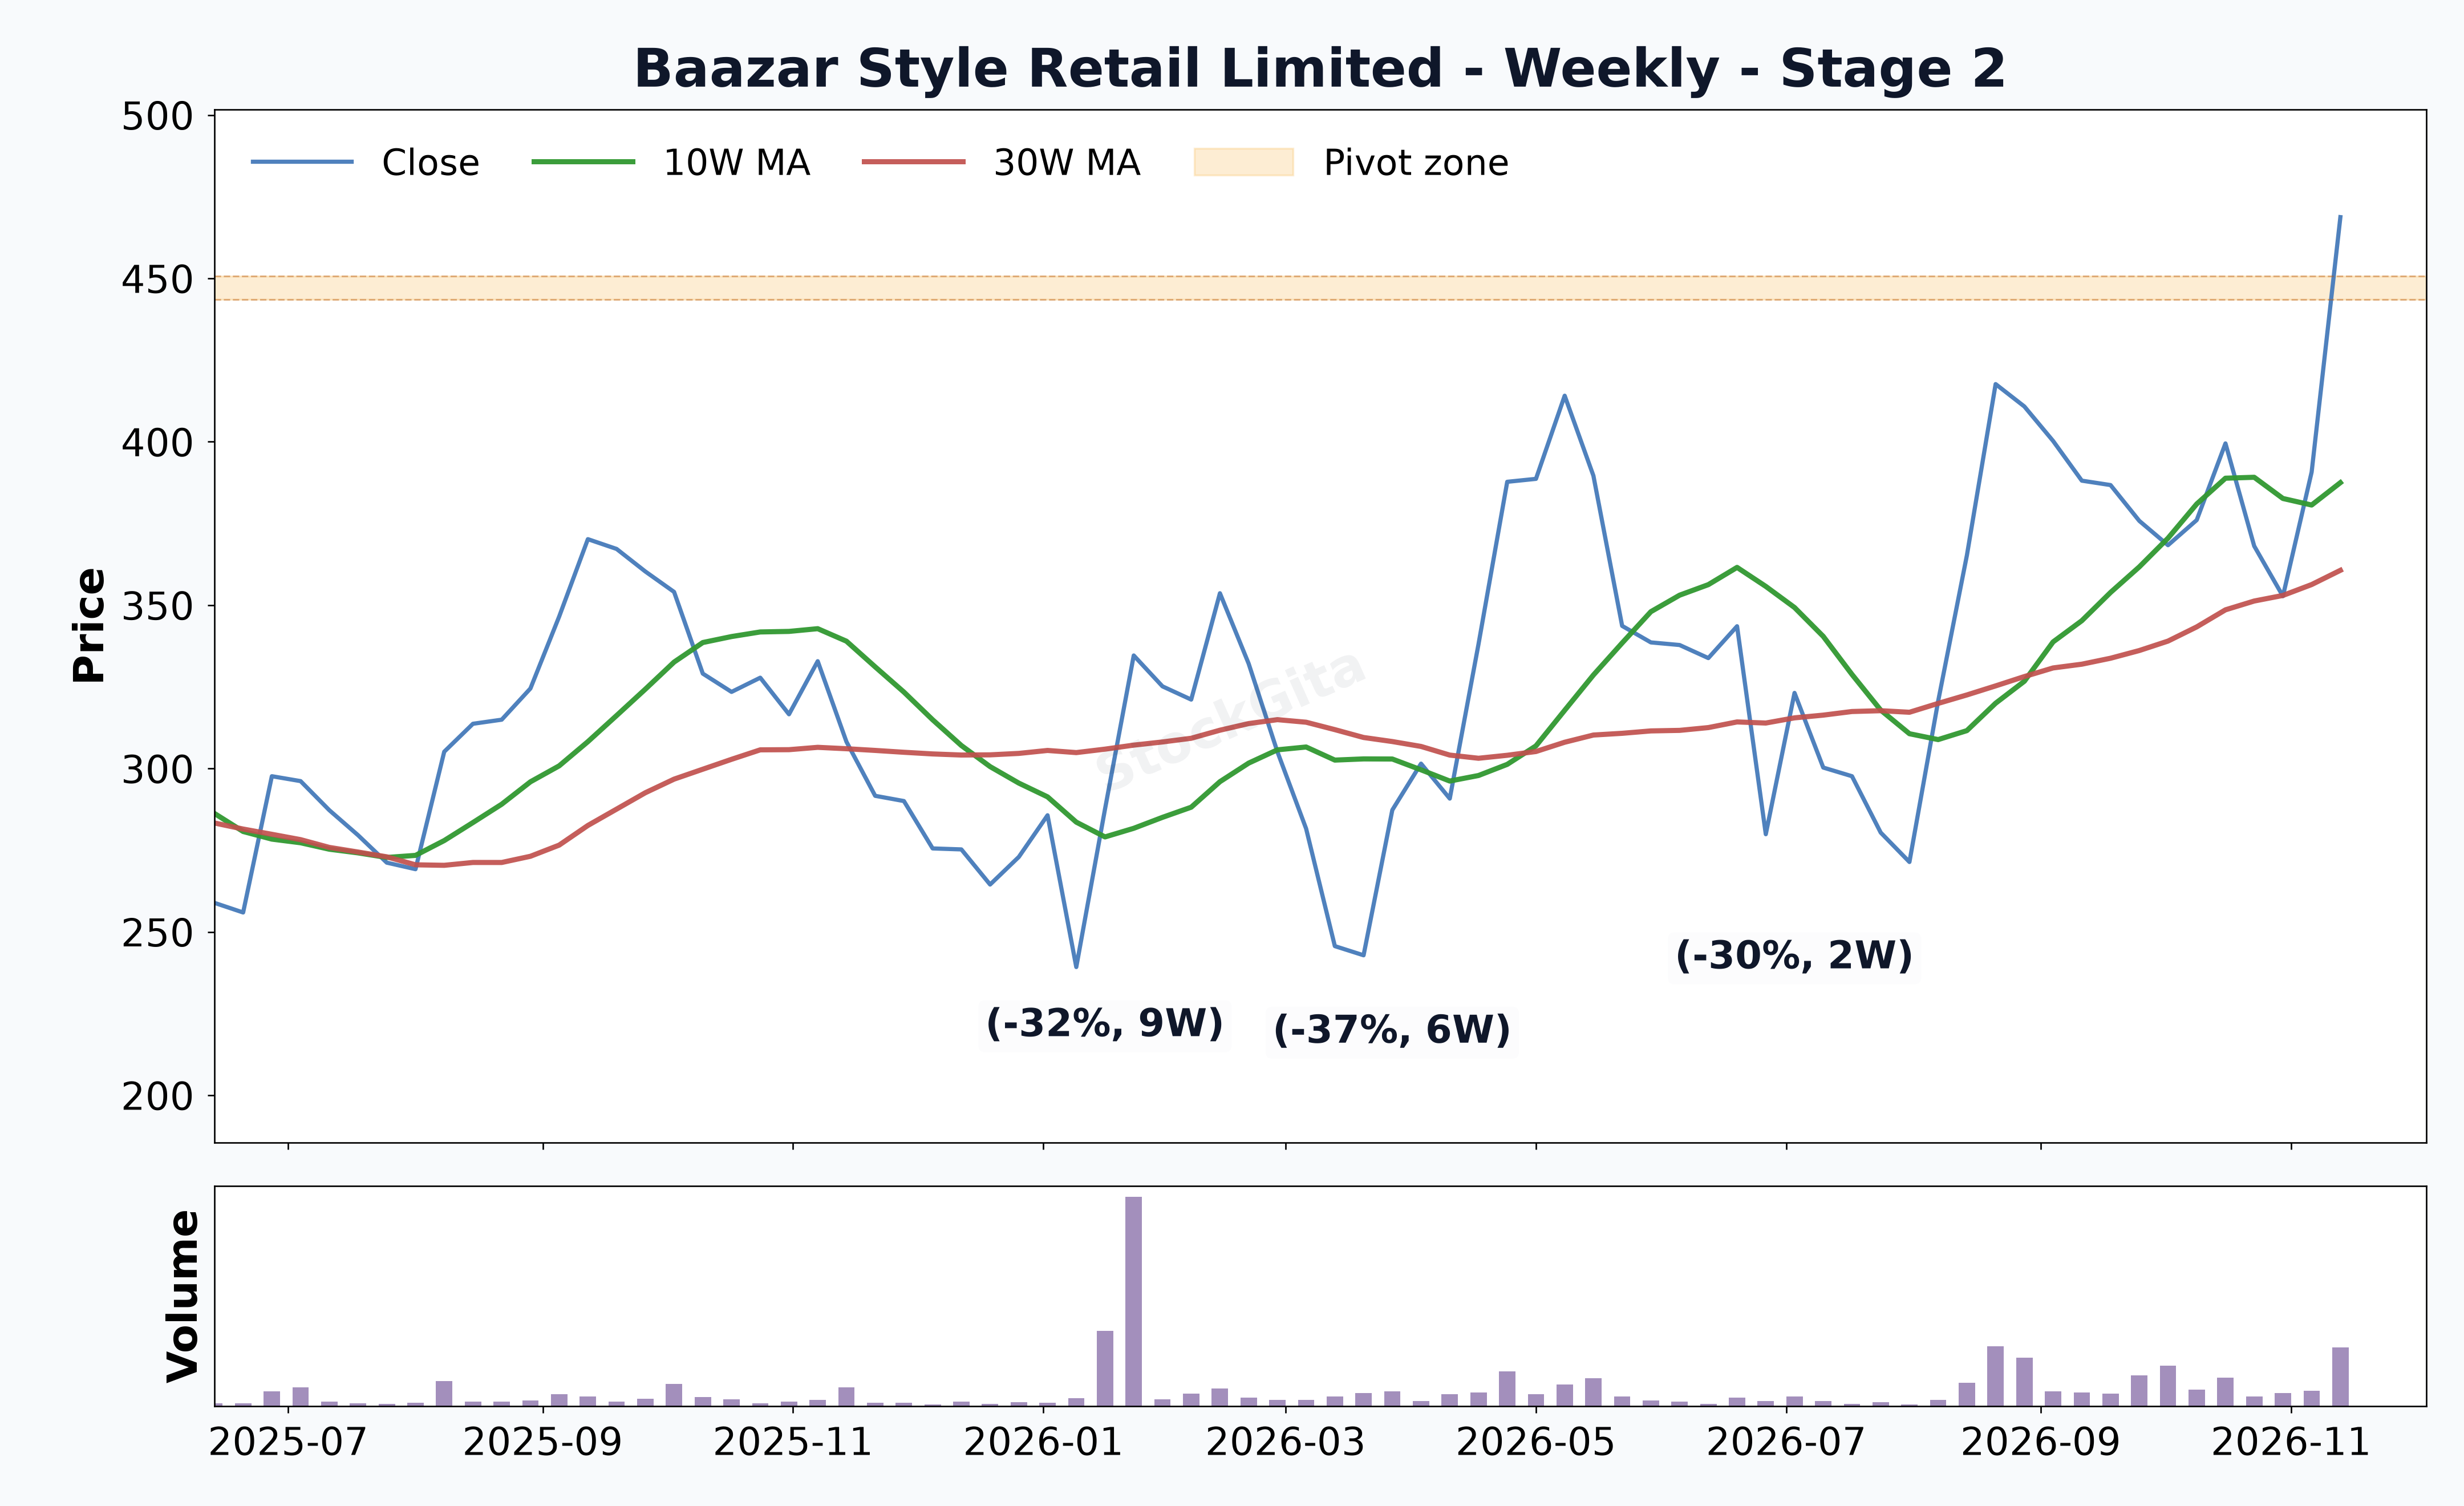 Baazar Style Retail Limited - Weekly - Stage 2
Close 10W MA 30W MA Pivot zone
Price
500
450
400
350
300
250
200
StockGita
(-32%, 9W)
(-37%, 6W)
(-30%, 2W)
Volume
2025-07 2025-09 2025-11 2026-01 2026-03 2026-05 2026-07 2026-09 2026-11